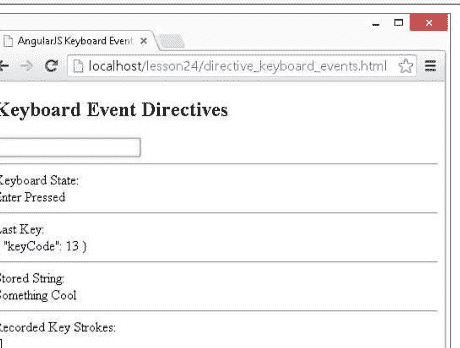 AngularJS Keyboard Event
localhost/lesson24/directive_keyboard_events.html
Keyboard Event Directives
Keyboard State:
Enter Pressed
Last Key:
"keyCode": 13 }
Stored String:
Something Cool
Recorded Key Strokes:
]